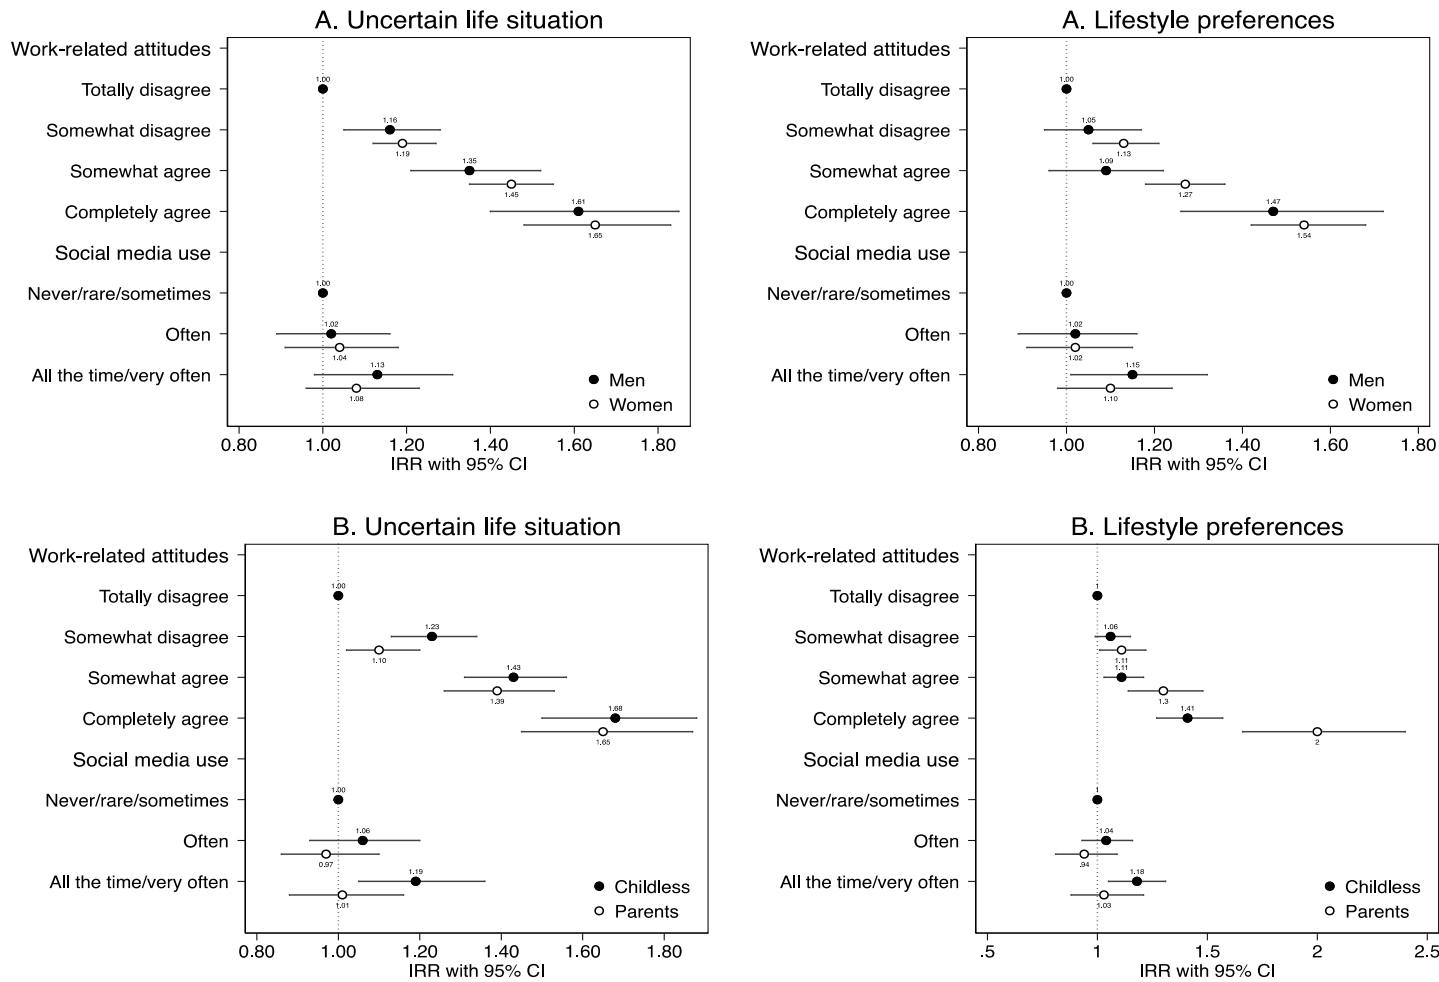 A. Uncertain life situation
Work-related attitudes
Totally disagree
1.00
Somewhat disagree
1.16
1.19
Somewhat agree
1.35
1.45
Completely agree
1.61
1.65
Social media use
Never/rare/sometimes
1.00
Often
1.02
1.04
All the time/very often
1.13
1.08
Men
Women
0.80 1.00 1.20 1.40 1.60 1.80
IRR with 95% CI
A. Lifestyle preferences
Work-related attitudes
Totally disagree
1.00
Somewhat disagree
1.05
1.13
Somewhat agree
1.09
1.27
Completely agree
1.47
1.54
Social media use
Never/rare/sometimes
1.00
Often
1.02
1.02
All the time/very often
1.15
1.10
Men
Women
0.80 1.00 1.20 1.40 1.60 1.80
IRR with 95% CI
B. Uncertain life situation
Work-related attitudes
Totally disagree
1.00
Somewhat disagree
1.23
1.10
Somewhat agree
1.43
1.39
Completely agree
1.68
1.65
Social media use
Never/rare/sometimes
1.00
Often
1.06
0.97
All the time/very often
1.19
1.01
Childless
Parents
0.80 1.00 1.20 1.40 1.60 1.80
IRR with 95% CI
B. Lifestyle preferences
Work-related attitudes
Totally disagree
1
Somewhat disagree
1.06
1.11
Somewhat agree
1.11
1.3
Completely agree
1.41
2
Social media use
Never/rare/sometimes
1
Often
1.04
.94
All the time/very often
1.18
1.03
Childless
Parents
.5 1 1.5 2 2.5
IRR with 95% CI